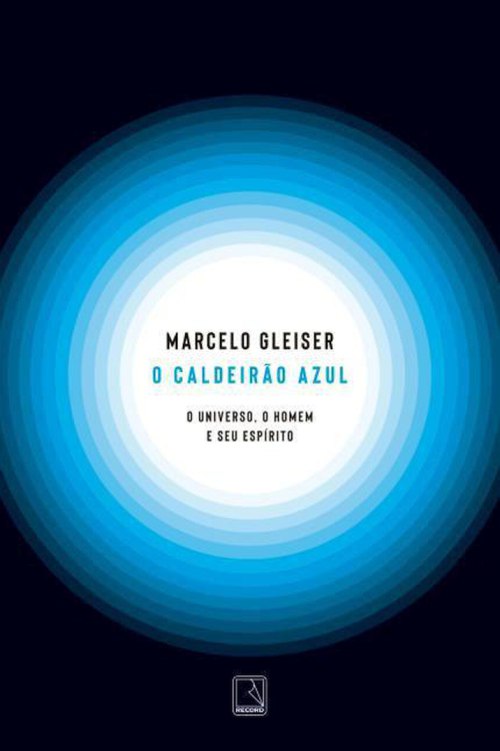 MARCELO GLEISER
O CALDEIRÃO AZUL
O UNIVERSO, O HOMEM
E SEU ESPÍRITO
RECORD